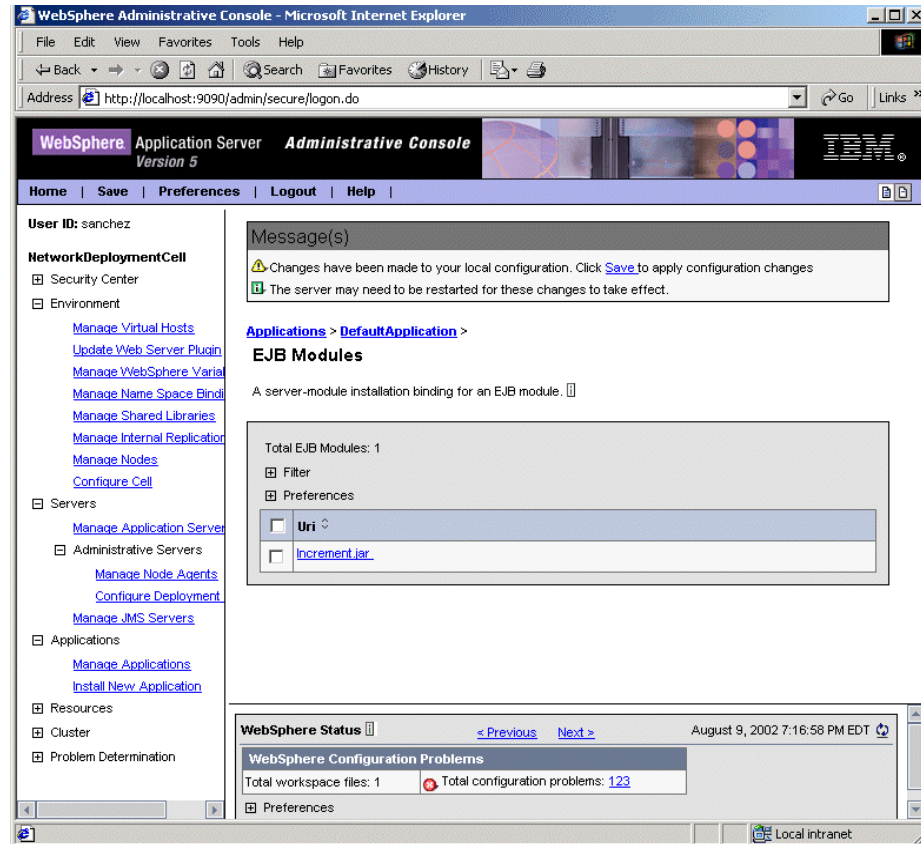 WebSphere Administrative Console - Microsoft Internet Explorer
File Edit View Favorites Tools Help
Back Search Favorites History
Address http://localhost:9090/admin/secure/logon.do Go Links »
WebSphere Application Server Administrative Console
Version 5
IBM
Home | Save | Preferences | Logout | Help |
User ID: sanchez
NetworkDeploymentCell
Security Center
Environment
Manage Virtual Hosts
Update Web Server Plugin
Manage WebSphere Varial
Manage Name Space Bindi
Manage Shared Libraries
Manage Internal Replication
Manage Nodes
Configure Cell
Servers
Manage Application Server
Administrative Servers
Manage Node Agents
Configure Deployment
Manage JMS Servers
Applications
Manage Applications
Install New Application
Resources
Cluster
Problem Determination
Message(s)
Changes have been made to your local configuration. Click Save to apply configuration changes
The server may need to be restarted for these changes to take effect.
Applications > DefaultApplication >
EJB Modules
A server-module installation binding for an EJB module.
Total EJB Modules: 1
Filter
Preferences
Uri
Increment.jar
WebSphere Status < Previous Next > August 9, 2002 7:16:58 PM EDT
WebSphere Configuration Problems
Total workspace files: 1 Total configuration problems: 123
Preferences
Local intranet